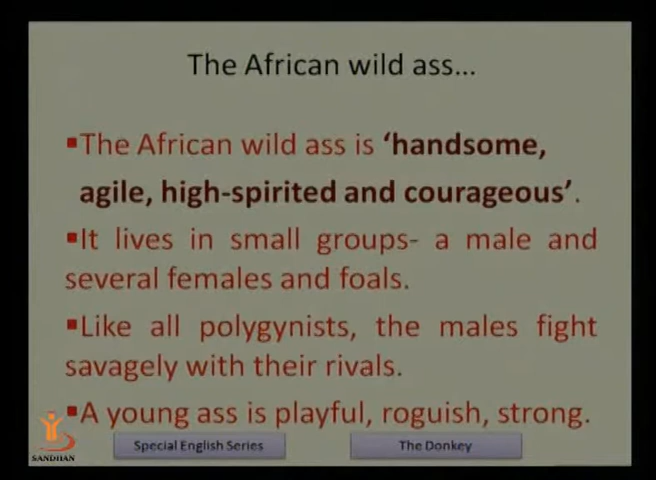 The African wild ass...
▪The African wild ass is ‘handsome,
agile, high-spirited and courageous’.
▪It lives in small groups- a male and
several females and foals.
▪Like all polygynists, the males fight
savagely with their rivals.
▪A young ass is playful, roguish, strong.
Special English Series
The Donkey
SANDHAN